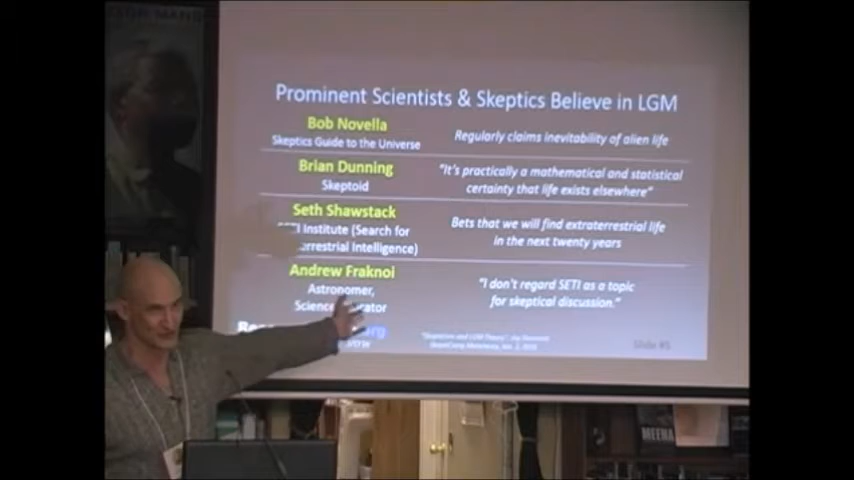 Prominent Scientists & Skeptics Believe in LGM
Bob Novella
Skeptics Guide to the Universe
Regularly claims inevitability of alien life
Brian Dunning
Skeptoid
"It's practically a mathematical and statistical
certainty that life exists elsewhere"
Seth Shawstack
Institute (Search for
Intelligence)
Bets that we will find extraterrestrial life
in the next twenty years
Andrew Fraknoi
Astronomer,
"I don't regard SETI as a topic
for skeptical discussion."
Slide #5
MEENA